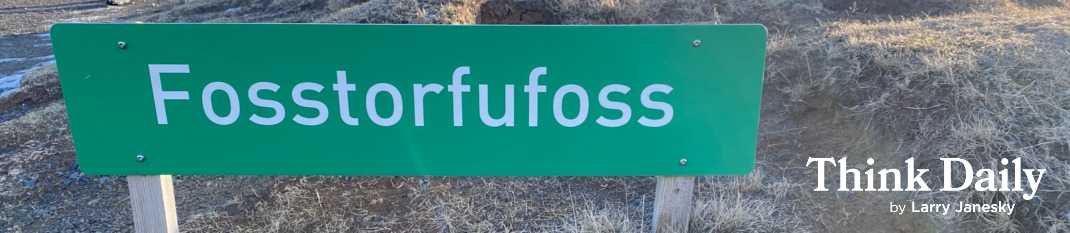 Fosstorfufoss
Think Daily
by Larry Janesky